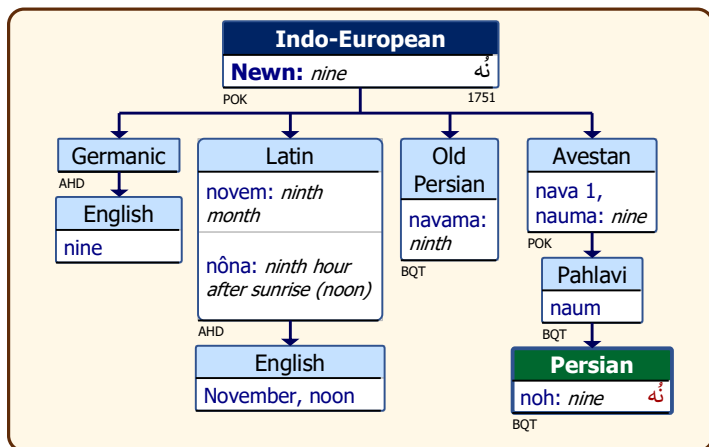 Indo-European
Newn: nine نُه
POK 1751
Germanic
AHD
English
nine
Latin
novem: ninth
month
nôna: ninth hour
after sunrise (noon)
AHD
English
November, noon
Old
Persian
navama:
ninth
BQT
Avestan
nava 1,
nauma: nine
POK
Pahlavi
naum
BQT
Persian
noh: nine نُه
BQT